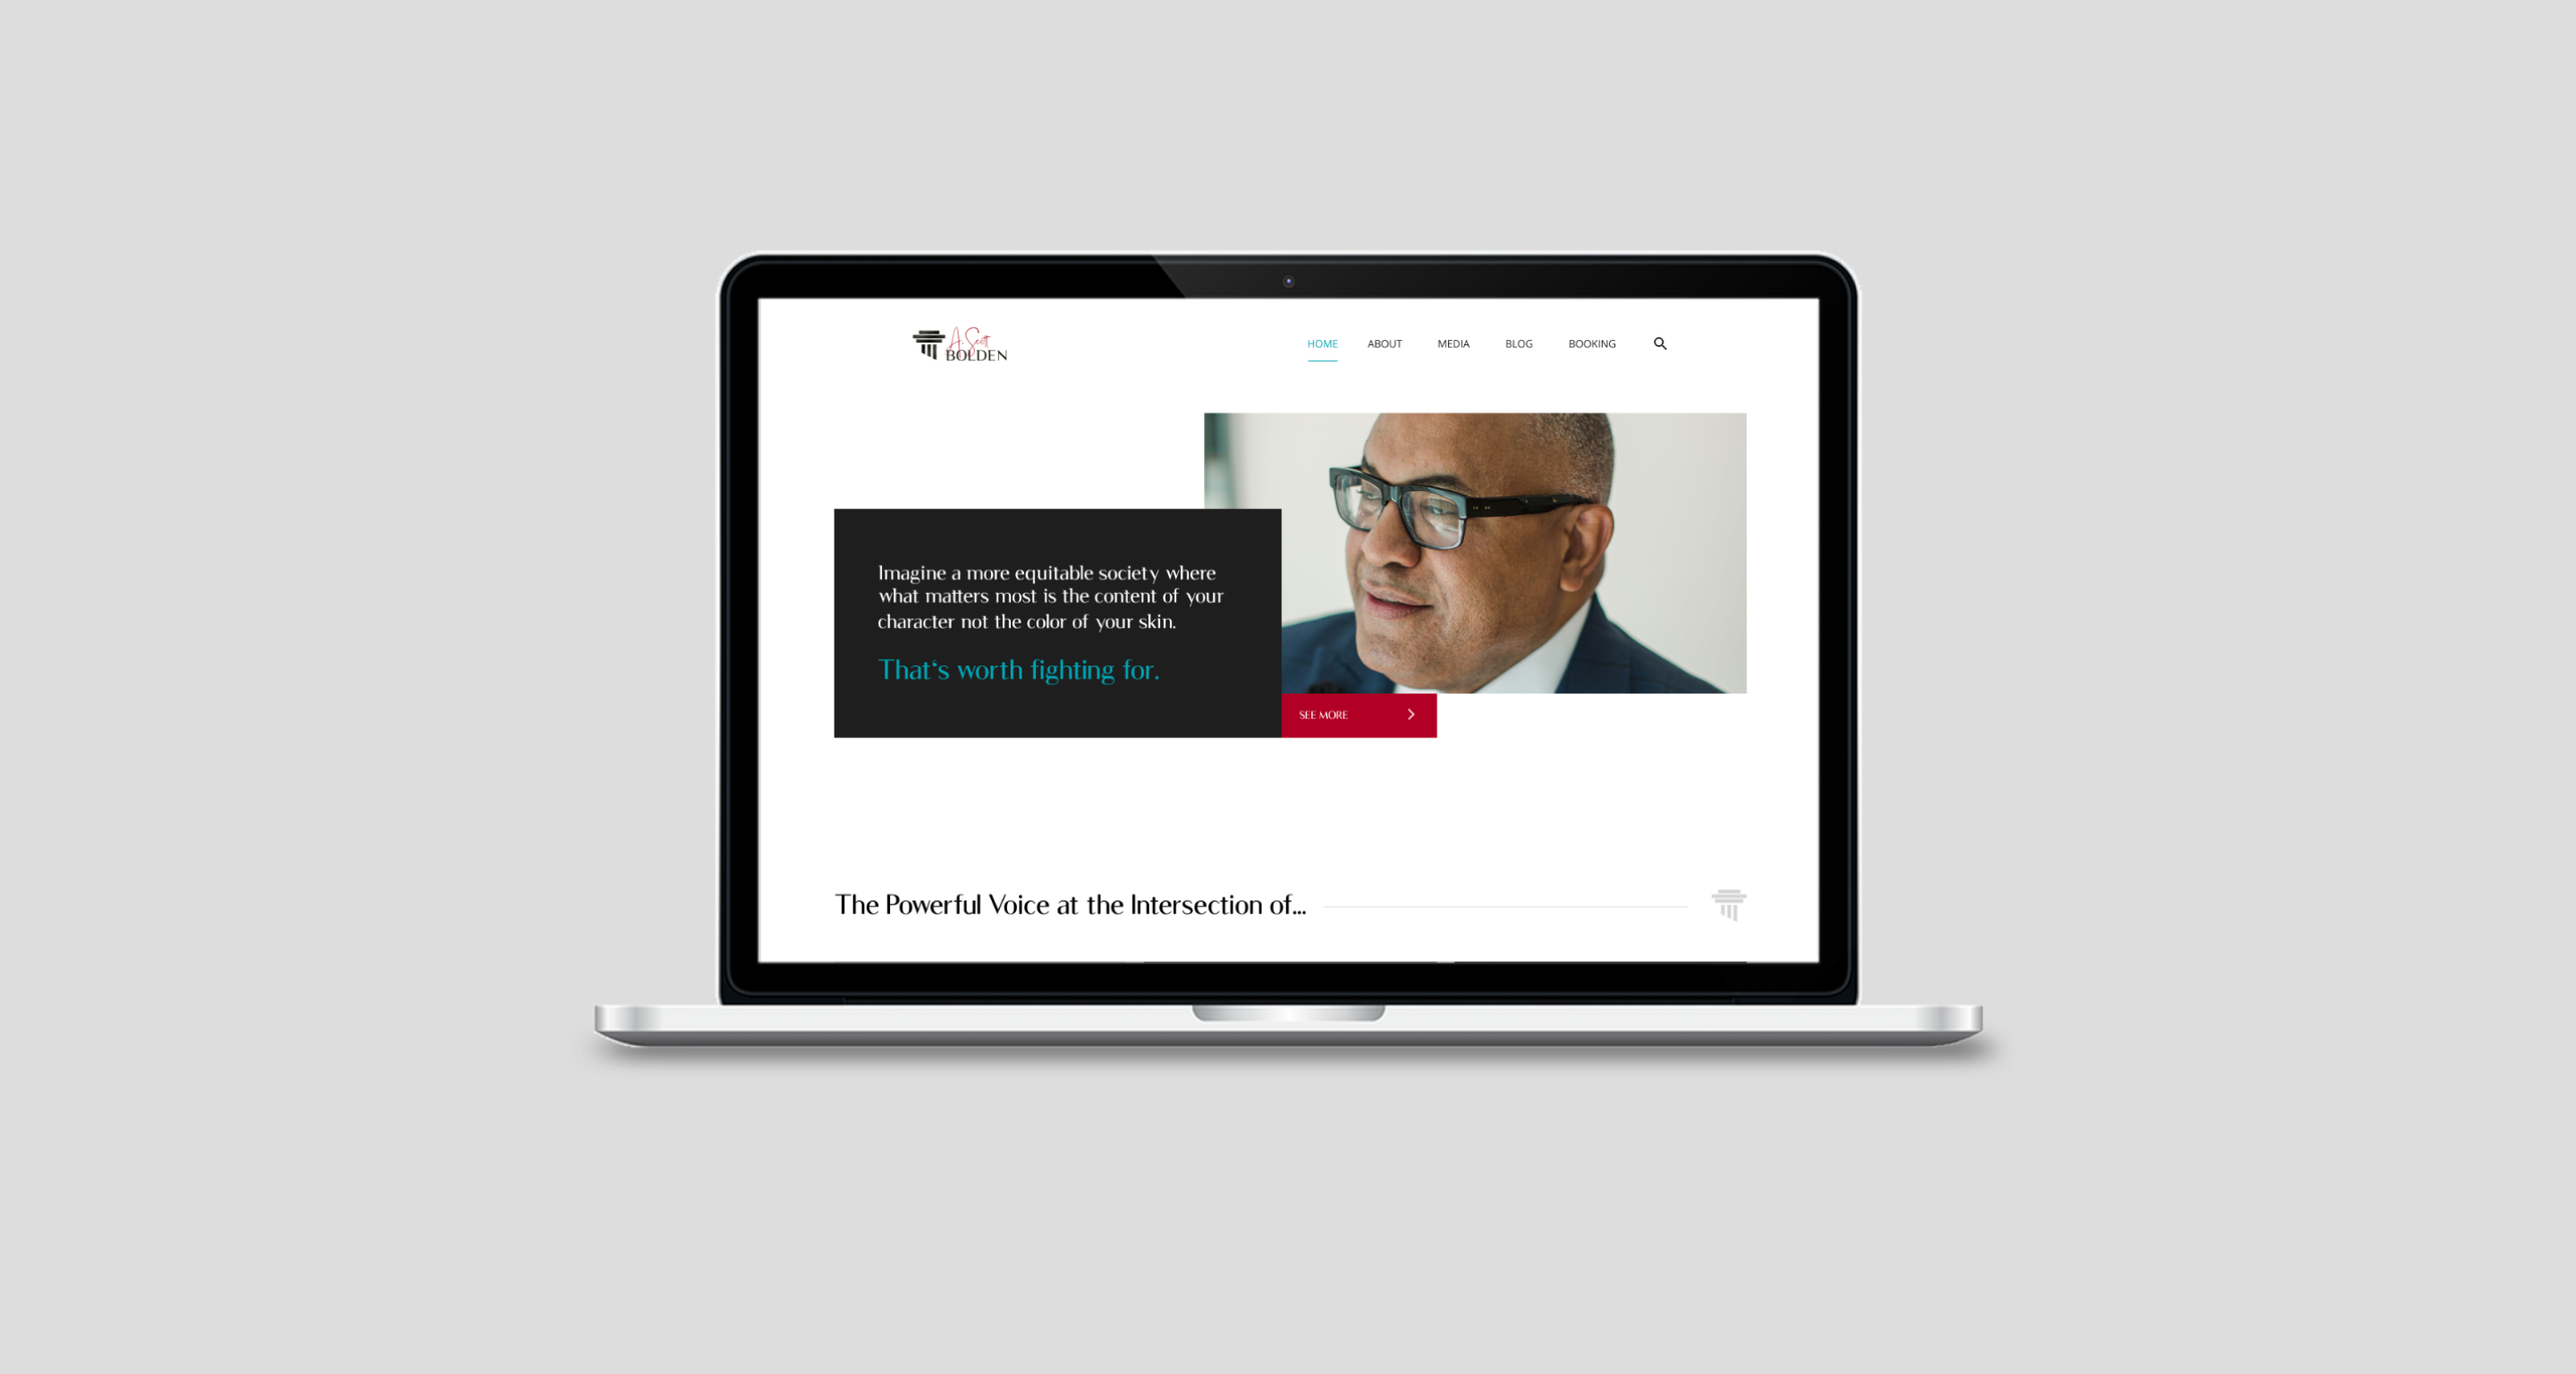 A. Scott
BOLDEN
HOME ABOUT MEDIA BLOG BOOKING
Imagine a more equitable society where
what matters most is the content of your
character not the color of your skin.
That‘s worth fighting for.
SEE MORE
The Powerful Voice at the Intersection of...